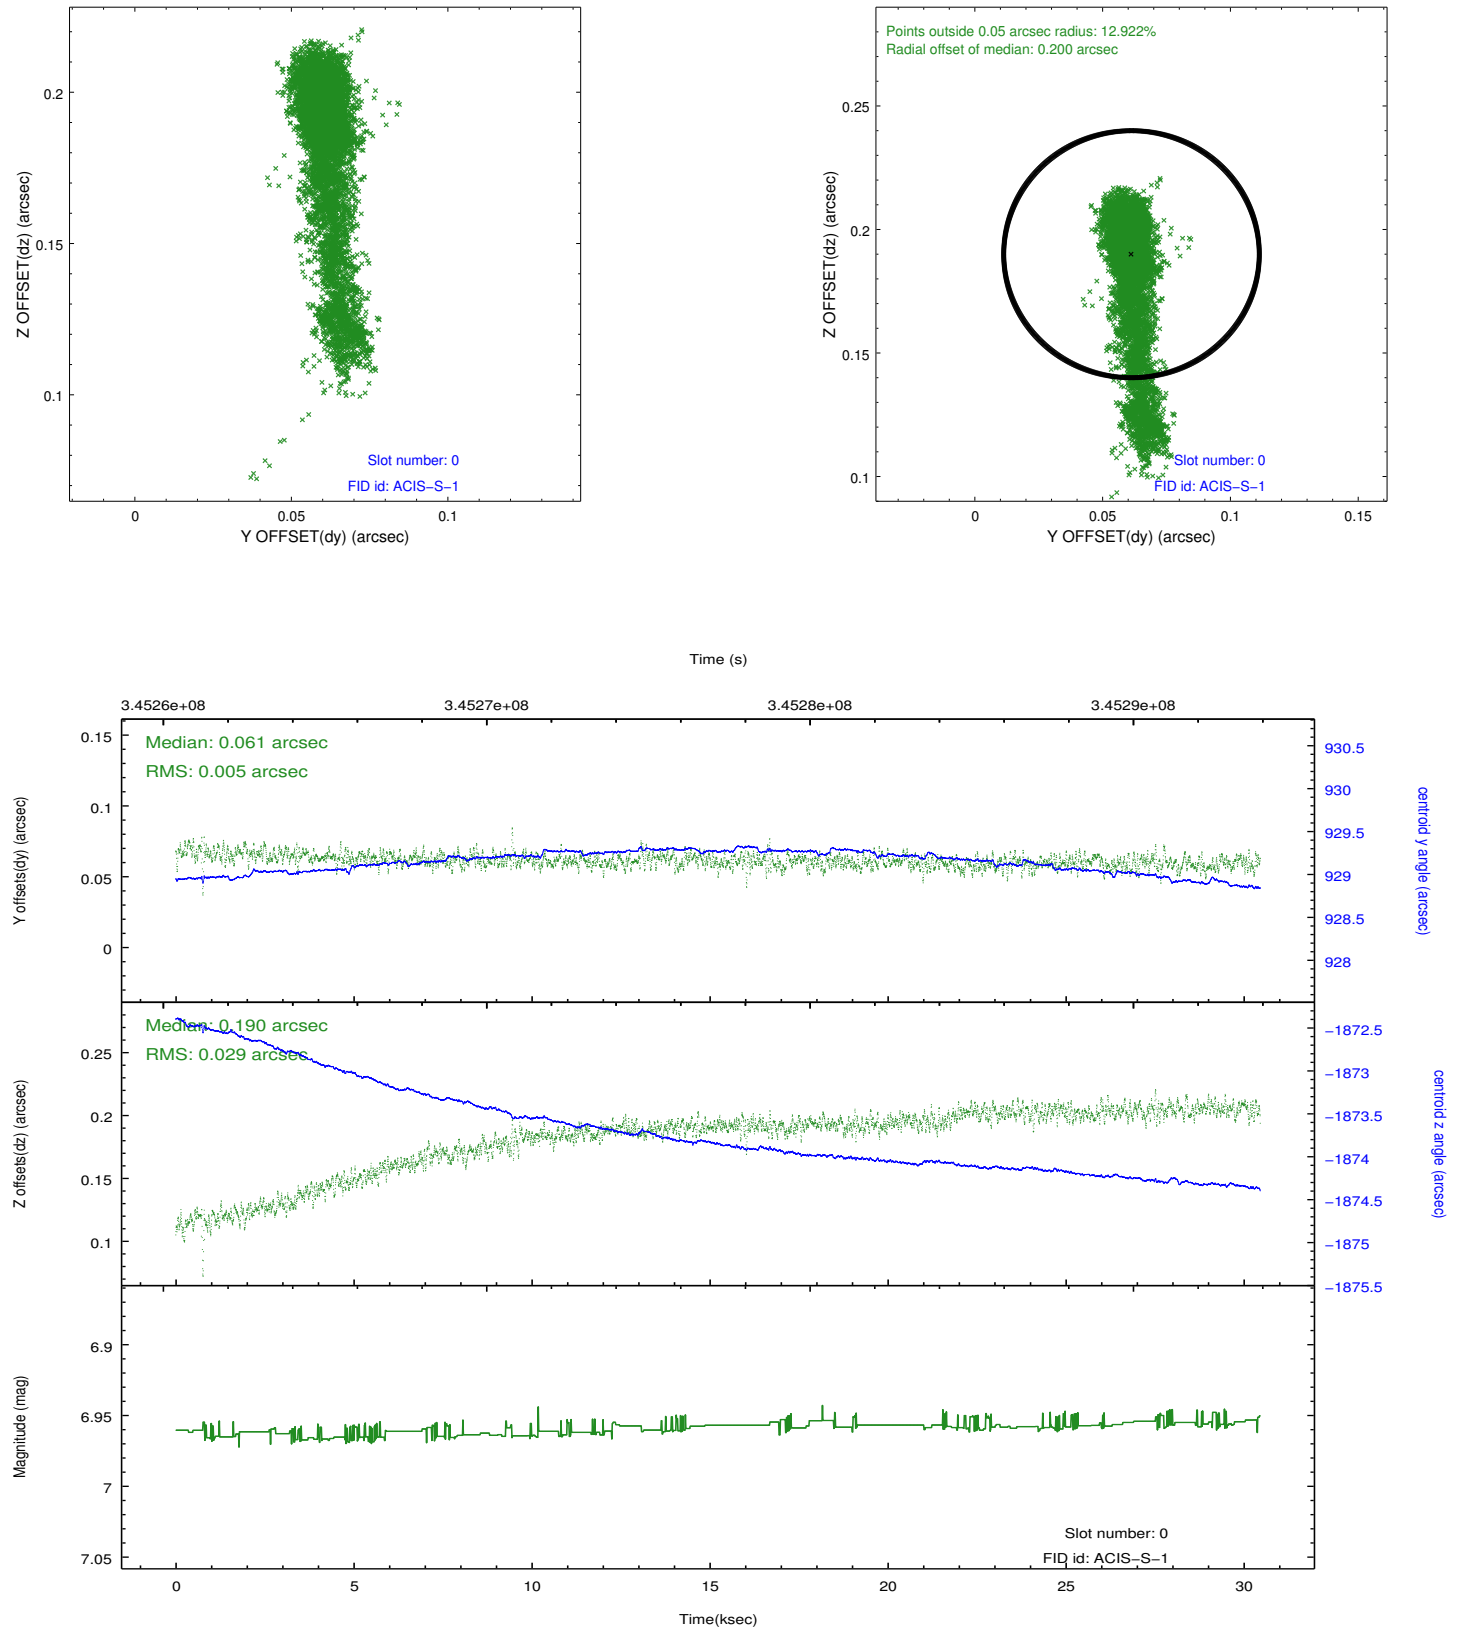 0.2
0.15
0.1
Z OFFSET(dz) (arcsec)
Slot number: 0
FID id: ACIS-S-1
0 0.05 0.1
Y OFFSET(dy) (arcsec)
Points outside 0.05 arcsec radius: 12.922%
Radial offset of median: 0.200 arcsec
0.25
0.2
0.15
0.1
Z OFFSET(dz) (arcsec)
Slot number: 0
FID id: ACIS-S-1
0 0.05 0.1 0.15
Y OFFSET(dy) (arcsec)
Time (s)
3.4526e+08 3.4527e+08 3.4528e+08 3.4529e+08
Median: 0.061 arcsec
RMS: 0.005 arcsec
0.15
0.1
0.05
0
Y offsets(dy) (arcsec)
930.5
930
929.5
929
928.5
928
centroid y angle (arcsec)
Median: 0.190 arcsec
RMS: 0.029 arcsec
0.25
0.2
0.15
0.1
Z offsets(dz) (arcsec)
-1872.5
-1873
-1873.5
-1874
-1874.5
-1875
-1875.5
centroid z angle (arcsec)
6.9
6.95
7
7.05
Magnitude (mag)
Slot number: 0
FID id: ACIS-S-1
0 5 10 15 20 25 30
Time(ksec)